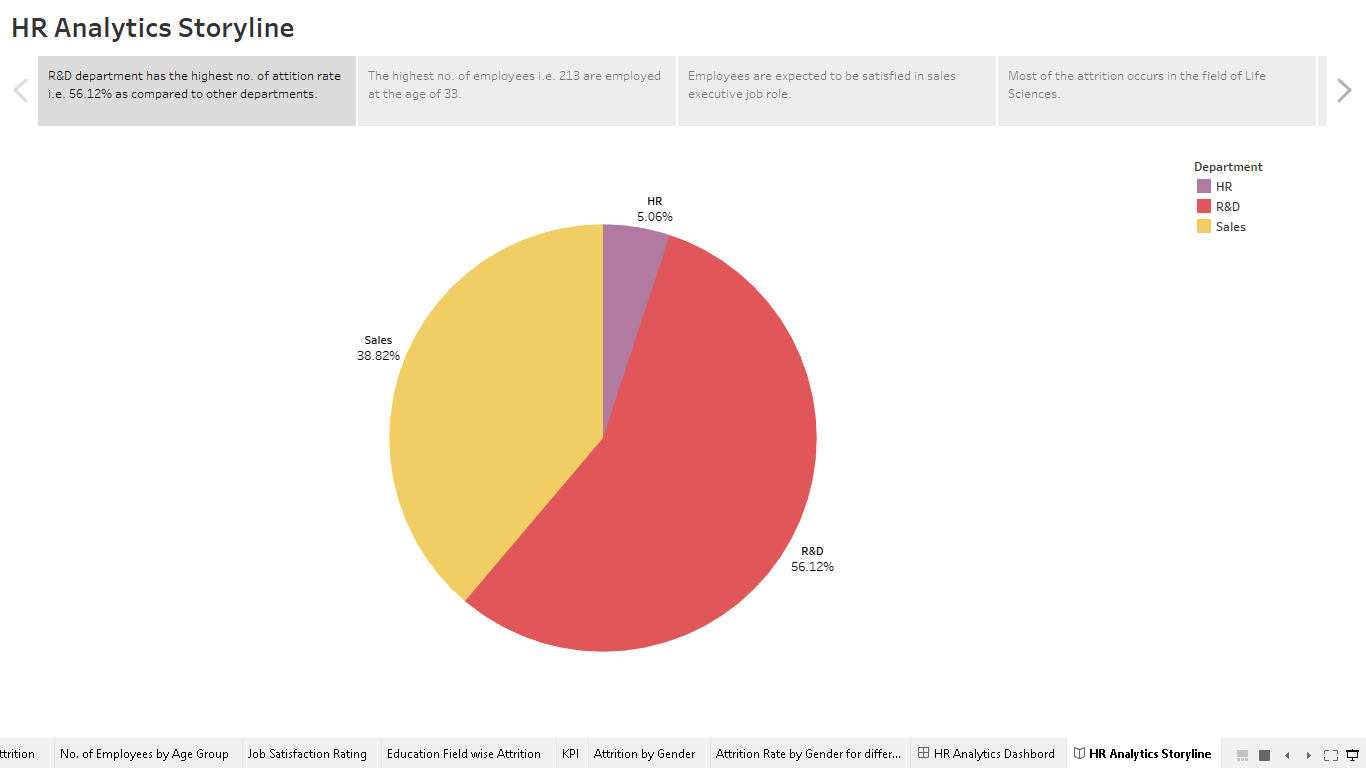 HR Analytics Storyline
R&D department has the highest no. of attition rate
i.e. 56.12% as compared to other departments.
The highest no. of employees i.e. 213 are employed
at the age of 33.
Employees are expected to be satisfied in sales
executive job role.
Most of the attrition occurs in the field of Life
Sciences.
Department
HR
R&D
Sales
HR
5.06%
Sales
38.82%
R&D
56.12%
ttrition
No. of Employees by Age Group
Job Satisfaction Rating
Education Field wise Attrition
KPI
Attrition by Gender
Attrition Rate by Gender for differ...
HR Analytics Dashbord
HR Analytics Storyline